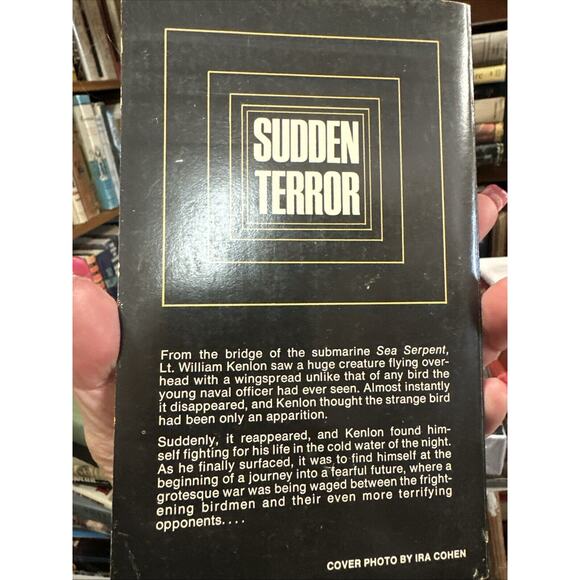 SUDDEN
TERROR
From the bridge of the submarine Sea Serpent,
Lt. William Kenlon saw a huge creature flying over-
head with a wingspread unlike that of any bird the
young naval officer had ever seen. Almost instantly
it disappeared, and Kenlon thought the strange bird
had been only an apparition.
Suddenly, it reappeared, and Kenlon found him-
self fighting for his life in the cold water of the night.
As he finally surfaced, it was to find himself at the
beginning of a journey into a fearful future, where a
grotesque war was being waged between the fright-
ening birdmen and their even more terrifying
opponents....
COVER PHOTO BY IRA COHEN